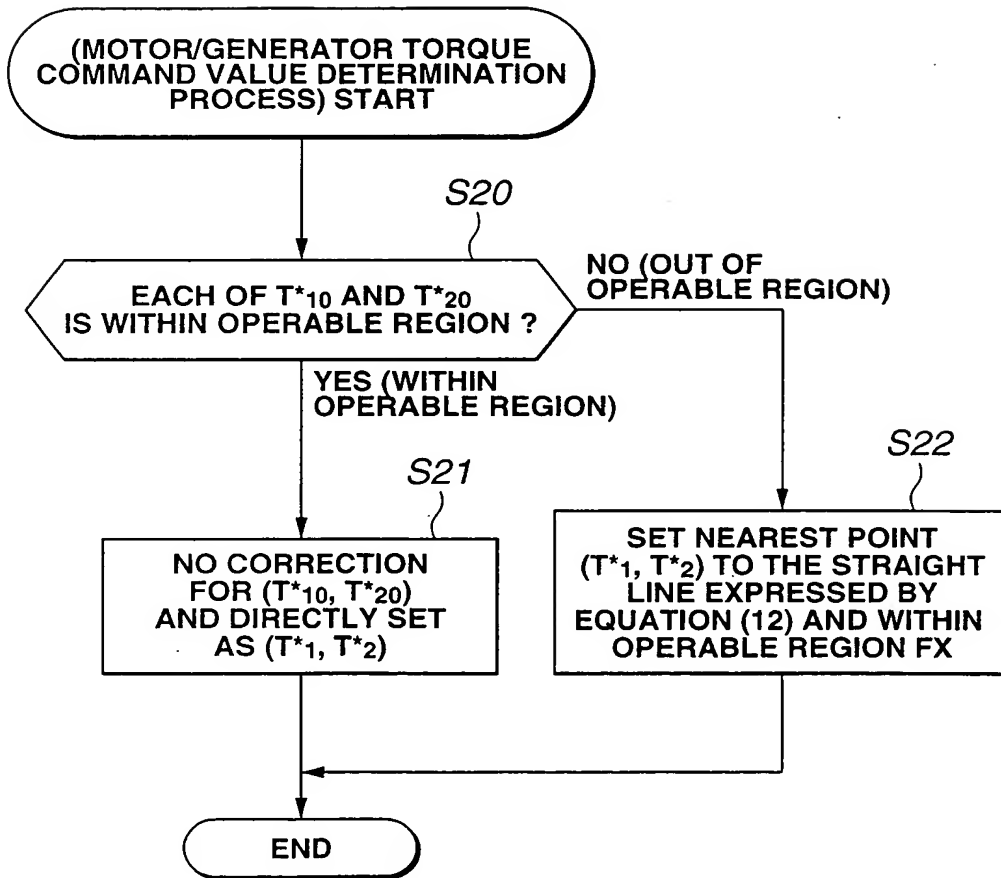 (MOTOR/GENERATOR TORQUE
COMMAND VALUE DETERMINATION
PROCESS) START
S20
EACH OF T*10 AND T*20
IS WITHIN OPERABLE REGION ?
NO (OUT OF
OPERABLE REGION)
YES (WITHIN
OPERABLE REGION)
S21
NO CORRECTION
FOR (T*10, T*20)
AND DIRECTLY SET
AS (T*1, T*2)
S22
SET NEAREST POINT
(T*1, T*2) TO THE STRAIGHT
LINE EXPRESSED BY
EQUATION (12) AND WITHIN
OPERABLE REGION FX
END